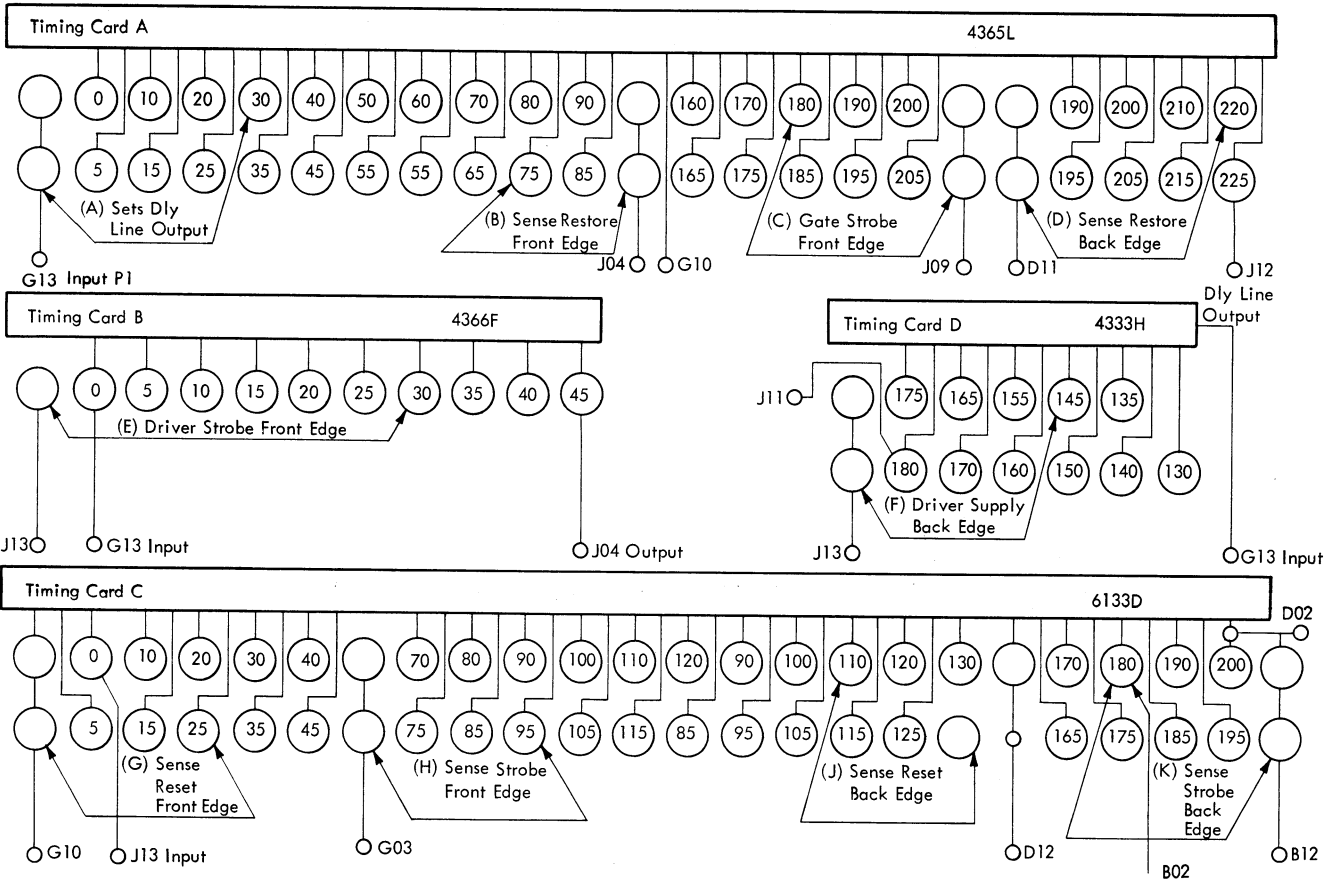 Timing Card A 4365L
0 10 20 30 40 50 60 70 80 90 160 170 180 190 200 190 200 210 220
5 15 25 35 45 55 55 65 75 85 165 175 185 195 205 195 205 215 225
(A) Sets Dly
Line Output
(B) Sense Restore
Front Edge
(C) Gate Strobe
Front Edge
(D) Sense Restore
Back Edge
G13 Input P1
J04 G10
J09 D11
J12
Dly Line
Output
Timing Card B 4366F
0 5 10 15 20 25 30 35 40 45
(E) Driver Strobe Front Edge
J13 G13 Input J04 Output
Timing Card D 4333H
J11
175 165 155 145 135
180 170 160 150 140 130
(F) Driver Supply
Back Edge
J13 G13 Input
Timing Card C 6133D
D02
0 10 20 30 40 70 80 90 100 110 120 90 100 110 120 130 170 180 190 200
5 15 25 35 45 75 85 95 105 115 85 95 105 115 125 165 175 185 195
(G) Sense
Reset
Front Edge
(H) Sense Strobe
Front Edge
(J) Sense Reset
Back Edge
(K) Sense
Strobe
Back
Edge
G10 J13 Input G03 D12 B02 B12